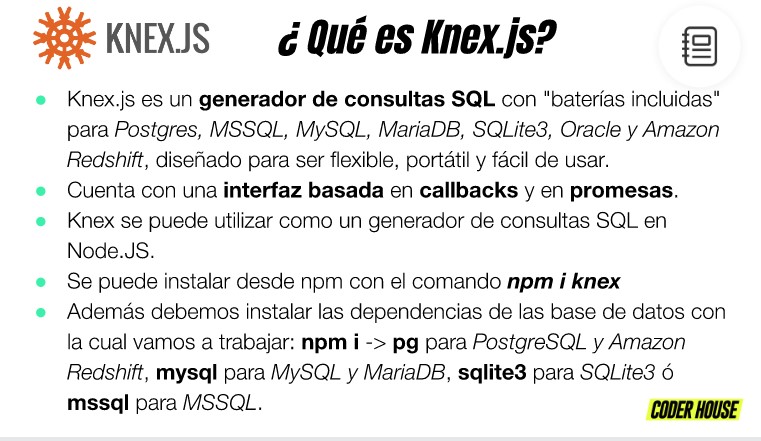 KNEX.JS
¿ Qué es Knex.js?
● Knex.js es un generador de consultas SQL con "baterías incluidas"
para Postgres, MSSQL, MySQL, MariaDB, SQLite3, Oracle y Amazon
Redshift, diseñado para ser flexible, portátil y fácil de usar.
● Cuenta con una interfaz basada en callbacks y en promesas.
● Knex se puede utilizar como un generador de consultas SQL en
Node.JS.
● Se puede instalar desde npm con el comando npm i knex
● Además debemos instalar las dependencias de las base de datos con
la cual vamos a trabajar: npm i -> pg para PostgreSQL y Amazon
Redshift, mysql para MySQL y MariaDB, sqlite3 para SQLite3 ó
mssql para MSSQL.
CODER HOUSE